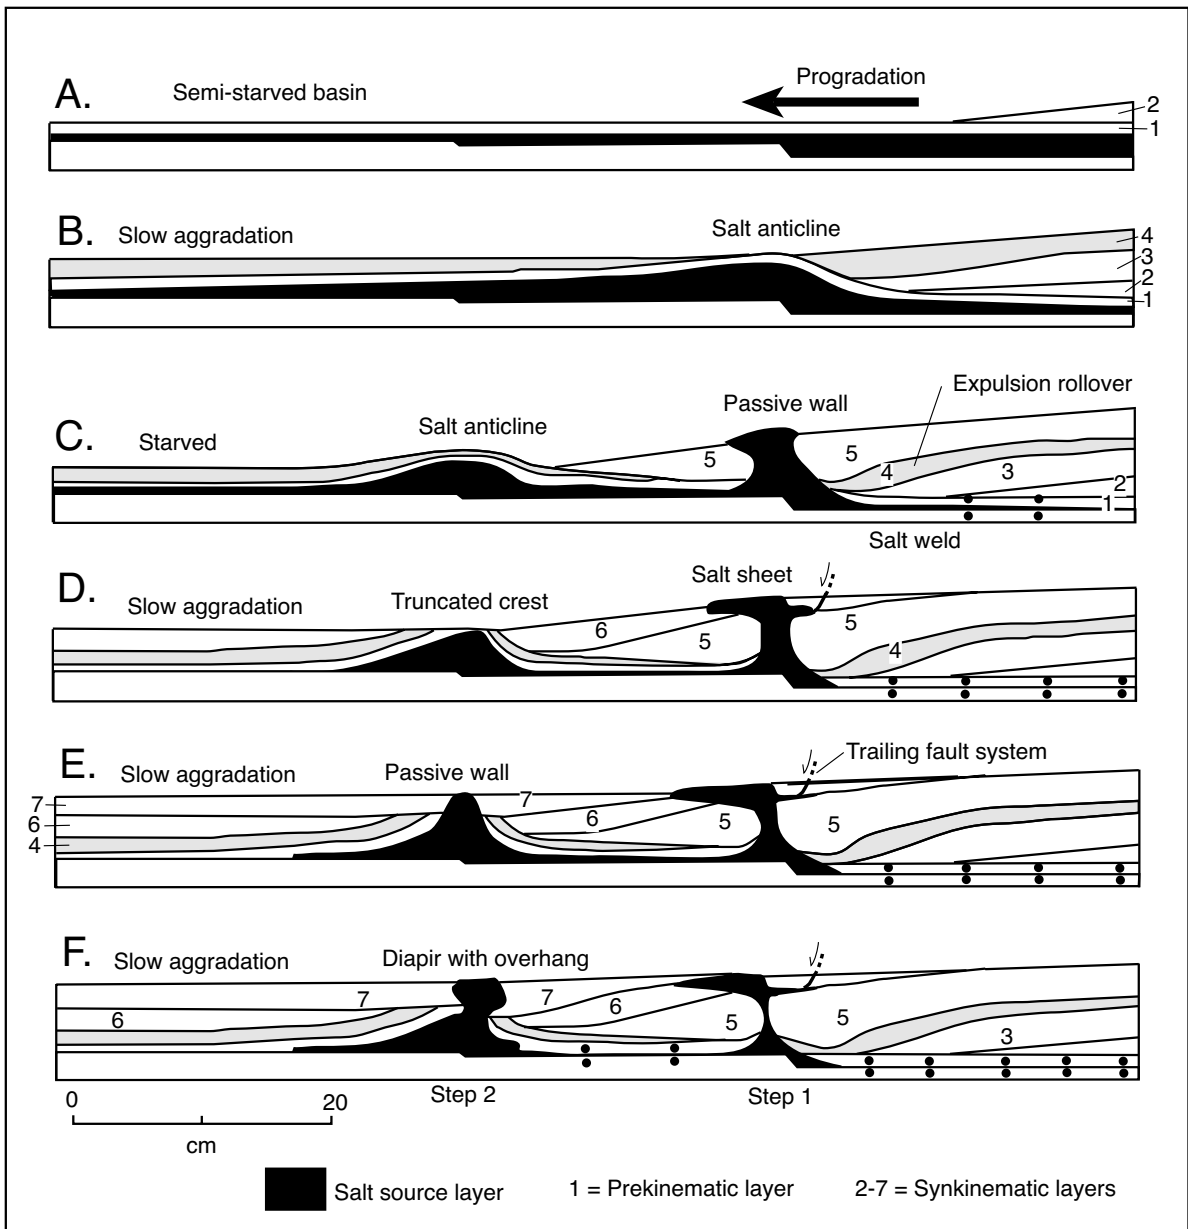 A.
Semi-starved basin
Progradation
2
1
B.
Slow aggradation
Salt anticline
4
3
2
1
C.
Starved
Salt anticline
Passive wall
Expulsion rollover
5
5
4
3
2
1
Salt weld
D.
Slow aggradation
Truncated crest
Salt sheet
6
5
5
4
E.
Slow aggradation
Passive wall
Trailing fault system
7
6
4
7
6
5
5
F.
Slow aggradation
Diapir with overhang
7
6
7
6
5
5
3
Step 2
Step 1
0
20
cm
Salt source layer
1 = Prekinematic layer
2-7 = Synkinematic layers